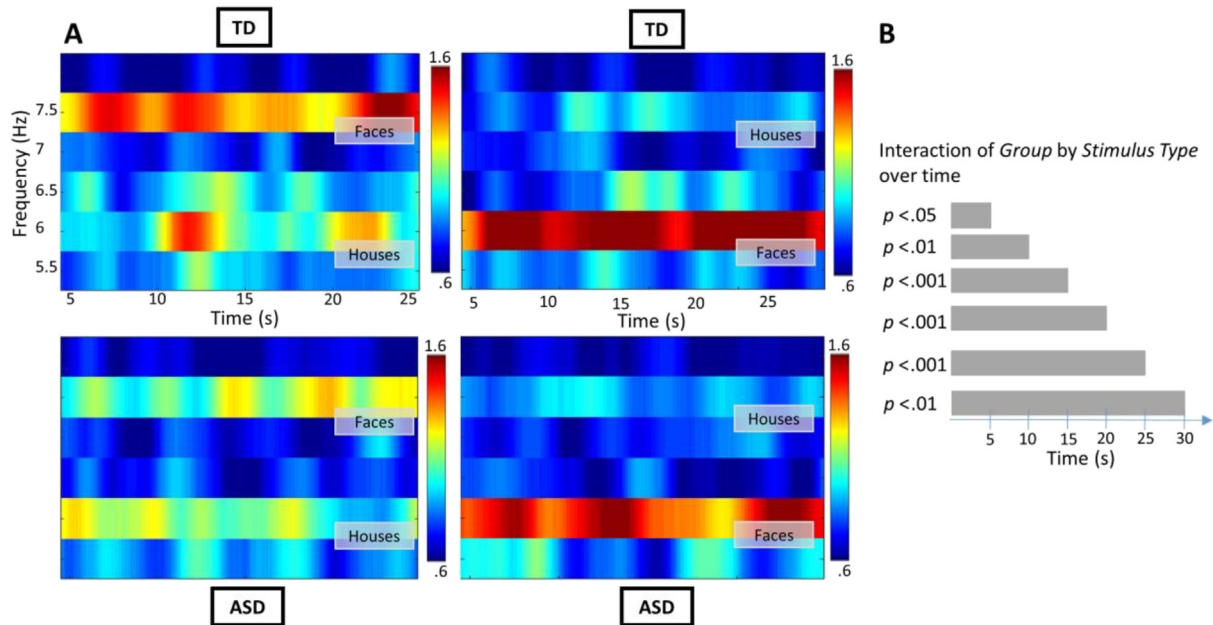 A
TD
TD
B
1.6
1.6
Frequency (Hz)
7.5
7
6.5
6
5.5
Faces
Houses
.6
5
10
15
20
25
Time (s)
Houses
Faces
.6
5
10
15
20
25
Time (s)
Interaction of Group by Stimulus Type
over time
p <.05
p <.01
p <.001
p <.001
p <.001
p <.01
5
10
15
20
25
30
Time (s)
1.6
1.6
Faces
Houses
.6
Houses
Faces
.6
ASD
ASD